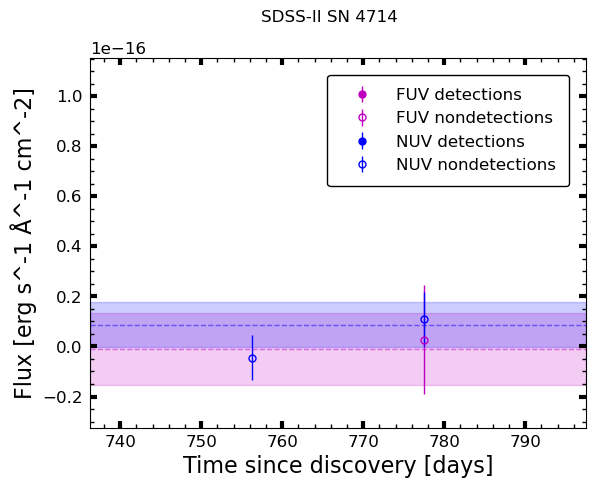 SDSS-II SN 4714
1e−16
FUV detections
FUV nondetections
NUV detections
NUV nondetections
1.0
0.8
0.6
0.4
0.2
0.0
−0.2
Flux [erg s^-1 Å^-1 cm^-2]
740
750
760
770
780
790
Time since discovery [days]